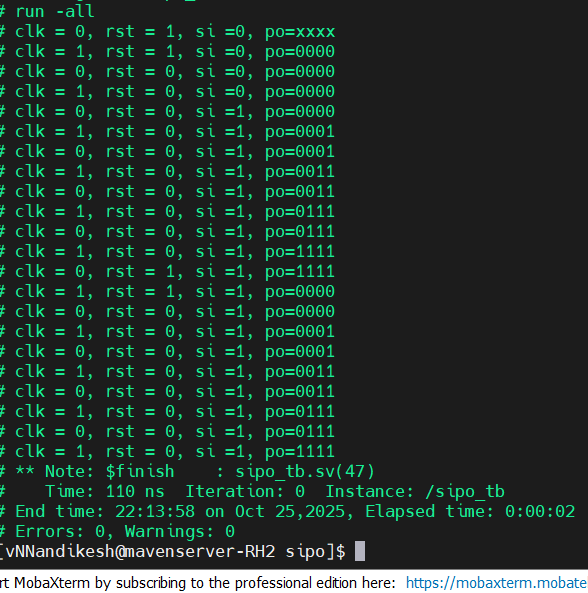 # run -all
# clk = 0, rst = 1, si =0, po=xxxx
# clk = 1, rst = 1, si =0, po=0000
# clk = 0, rst = 0, si =0, po=0000
# clk = 1, rst = 0, si =0, po=0000
# clk = 0, rst = 0, si =1, po=0000
# clk = 1, rst = 0, si =1, po=0001
# clk = 0, rst = 0, si =1, po=0001
# clk = 1, rst = 0, si =1, po=0011
# clk = 0, rst = 0, si =1, po=0011
# clk = 1, rst = 0, si =1, po=0111
# clk = 0, rst = 0, si =1, po=0111
# clk = 1, rst = 0, si =1, po=1111
# clk = 0, rst = 1, si =1, po=1111
# clk = 1, rst = 1, si =1, po=0000
# clk = 0, rst = 0, si =1, po=0000
# clk = 1, rst = 0, si =1, po=0001
# clk = 0, rst = 0, si =1, po=0001
# clk = 1, rst = 0, si =1, po=0011
# clk = 0, rst = 0, si =1, po=0011
# clk = 1, rst = 0, si =1, po=0111
# clk = 0, rst = 0, si =1, po=0111
# clk = 1, rst = 0, si =1, po=1111
# ** Note: $finish    : sipo_tb.sv(47)
#    Time: 110 ns  Iteration: 0  Instance: /sipo_tb
# End time: 22:13:58 on Oct 25,2025, Elapsed time: 0:00:02
# Errors: 0, Warnings: 0
[vNNandikesh@mavenserver-RH2 sipo]$
rt MobaXterm by subscribing to the professional edition here: https://mobaxterm.mobate